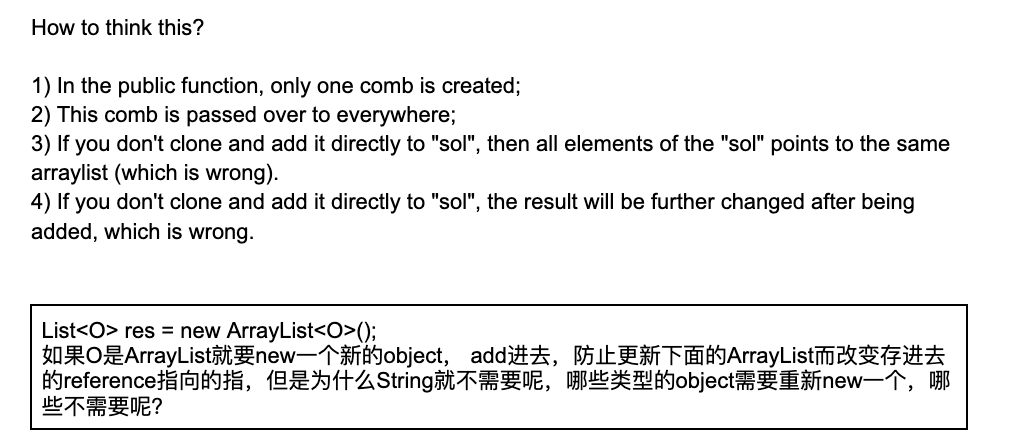 How to think this?
1) In the public function, only one comb is created;
2) This comb is passed over to everywhere;
3) If you don't clone and add it directly to "sol", then all elements of the "sol" points to the same
arraylist (which is wrong).
4) If you don't clone and add it directly to "sol", the result will be further changed after being
added, which is wrong.
List<O> res = new ArrayList<O>();
如果O是ArrayList就要new一个新的object， add进去，防止更新下面的ArrayList而改变存进去
的reference指向的指，但是为什么String就不需要呢，哪些类型的object需要重新new一个，哪
些不需要呢?